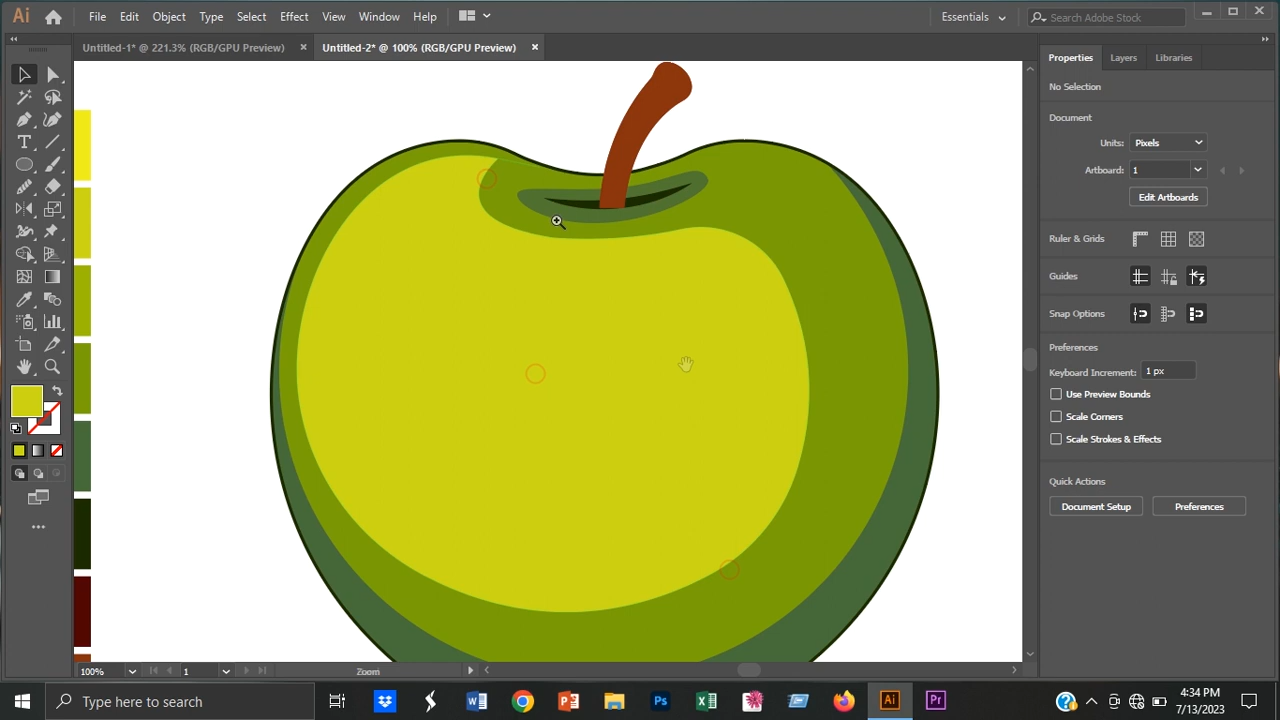 Ai File Edit Object Type Select Effect View Window Help Essentials Search Adobe Stock
Untitled-1* @ 221.3% (RGB/GPU Preview) × Untitled-2* @ 100% (RGB/GPU Preview) ×
Properties Layers Libraries
No Selection
Document
Units: Pixels
Artboard: 1
Edit Artboards
Ruler & Grids
Guides
Snap Options
Preferences
Keyboard Increment: 1 px
Use Preview Bounds
Scale Corners
Scale Strokes & Effects
Quick Actions
Document Setup Preferences
100% 1 Zoom
Type here to search
W P Ps X Ai Pr
4:34 PM
7/13/2023